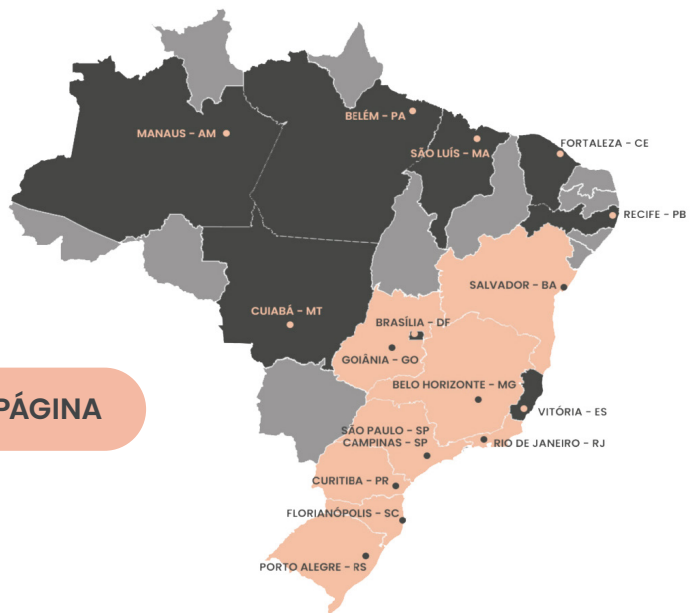 MANAUS - AM
BELÉM - PA
SÃO LUÍS - MA
FORTALEZA - CE
RECIFE - PB
SALVADOR - BA
CUIABÁ - MT
BRASÍLIA - DF
GOIÂNIA - GO
BELO HORIZONTE - MG
PÁGINA
VITÓRIA - ES
SÃO PAULO - SP
CAMPINAS - SP
RIO DE JANEIRO - RJ
CURITIBA - PR
FLORIANÓPOLIS - SC
PORTO ALEGRE - RS